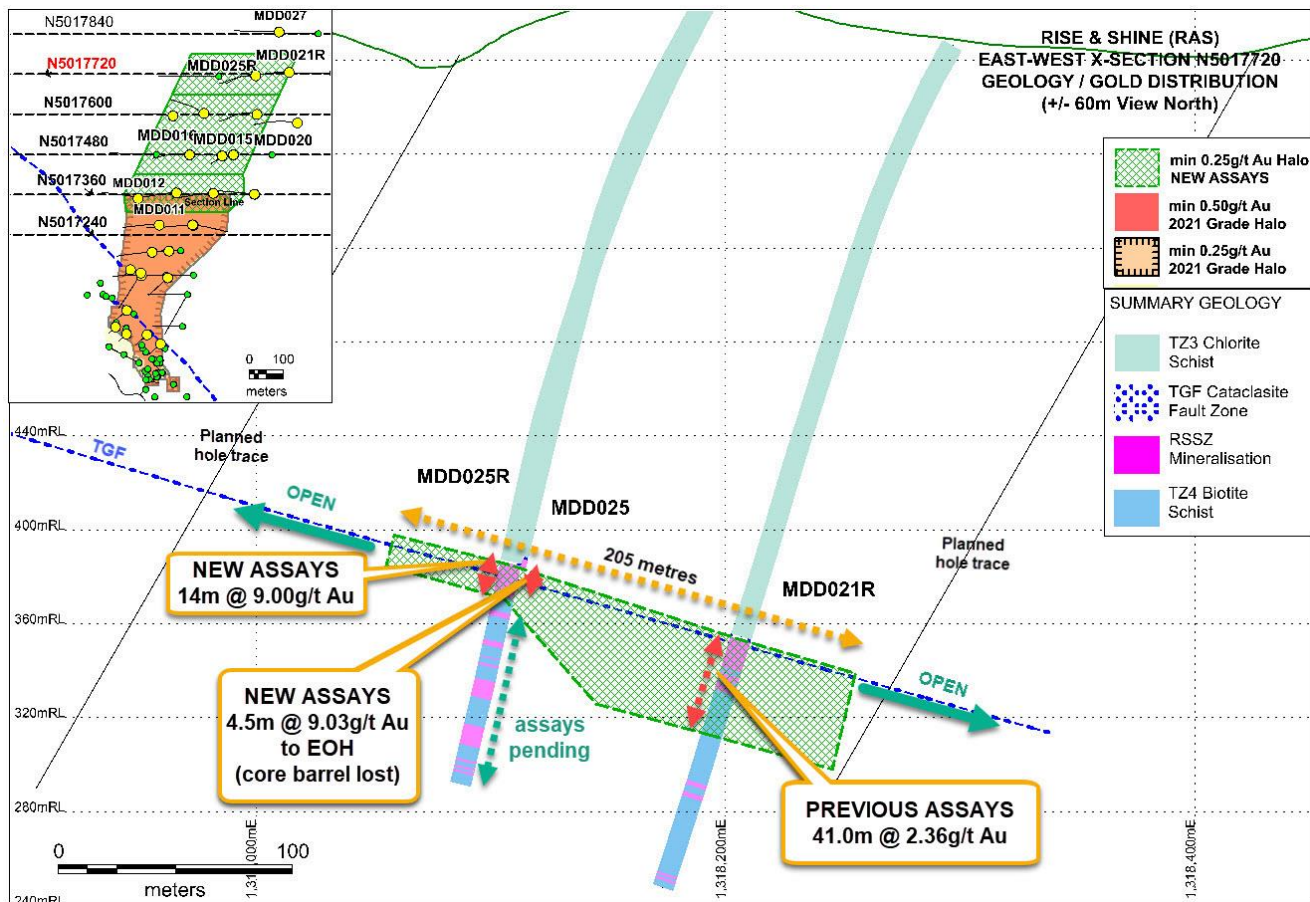 N5017840
MDD027
N5017720
MDD025R
MDD021R
N5017600
N5017480
MDD016
MDD015
MDD020
N5017360
MDD012
Section Line
MDD011
N5017240
0 100
meters
RISE & SHINE (RAS)
EAST-WEST X-SECTION N5017720
GEOLOGY / GOLD DISTRIBUTION
(+/- 60m View North)
min 0.25g/t Au Halo
NEW ASSAYS
min 0.50g/t Au
2021 Grade Halo
min 0.25g/t Au
2021 Grade Halo
SUMMARY GEOLOGY
TZ3 Chlorite
Schist
TGF Cataclasite
Fault Zone
RSSZ
Mineralisation
TZ4 Biotite
Schist
440mRL
TGF
Planned
hole trace
MDD025R
OPEN
MDD025
400mRL
205 metres
Planned
hole trace
NEW ASSAYS
14m @ 9.00g/t Au
MDD021R
360mRL
NEW ASSAYS
4.5m @ 9.03g/t Au
to EOH
(core barrel lost)
OPEN
320mRL
assays
pending
PREVIOUS ASSAYS
41.0m @ 2.36g/t Au
280mRL
1,318,200mE
1,318,400mE
0 100
meters
240mRL